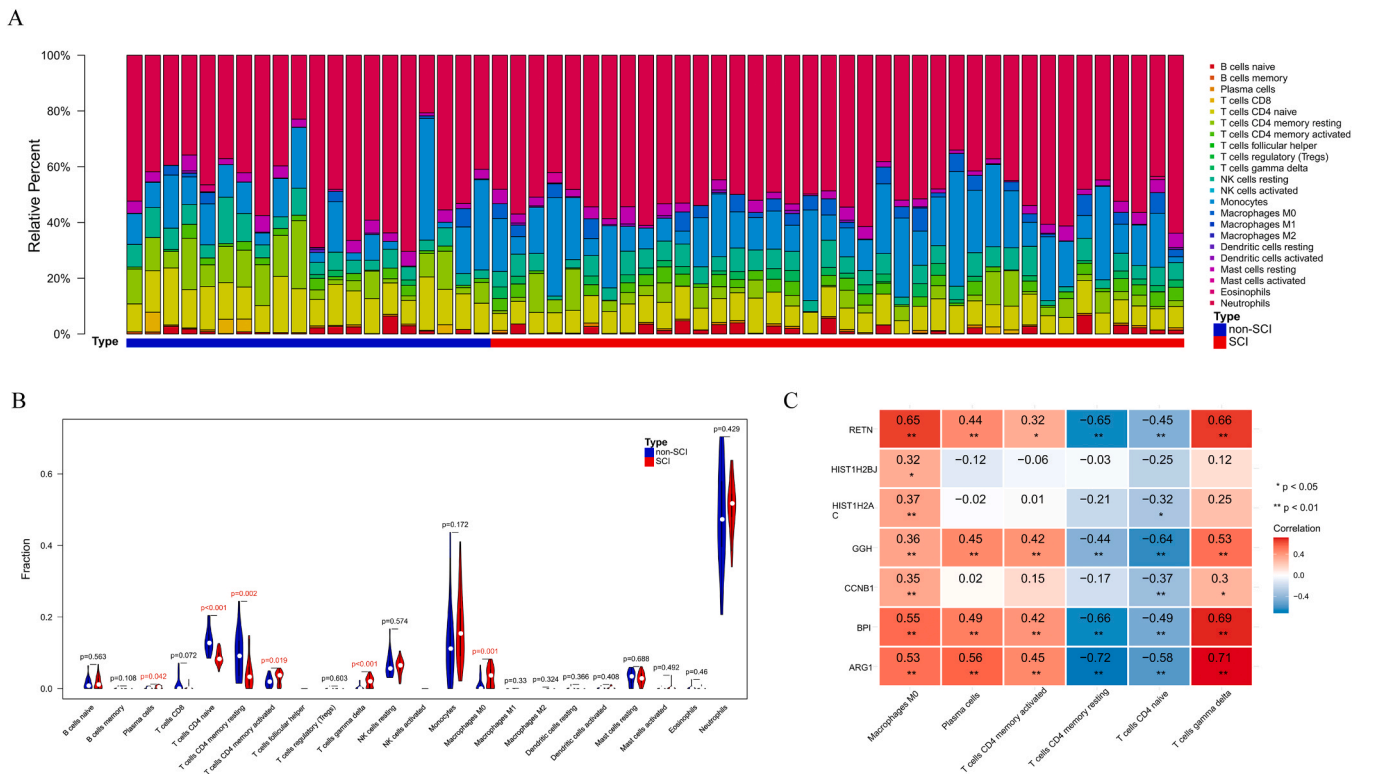 A
Relative Percent
100%
80%
60%
40%
20%
0%
Type
B cells naive
B cells memory
Plasma cells
T cells CD8
T cells CD4 naive
T cells CD4 memory resting
T cells CD4 memory activated
T cells follicular helper
T cells regulatory (Tregs)
T cells gamma delta
NK cells resting
NK cells activated
Monocytes
Macrophages M0
Macrophages M1
Macrophages M2
Dendritic cells resting
Dendritic cells activated
Mast cells resting
Mast cells activated
Eosinophils
Neutrophils
Type
non-SCI
SCI
B
Fraction
0.6
0.4
0.2
0.0
Type
non-SCI
SCI
p=0.563
p=0.108
p=0.042
p=0.072
p<0.001
p=0.002
p=0.019
p=0.603
p<0.001
p=0.574
p=0.172
p=0.001
p=0.33
p=0.324
p=0.366
p=0.408
p=0.688
p=0.492
p=0.46
p=0.429
B cells naive
B cells memory
Plasma cells
T cells CD8
T cells CD4 naive
T cells CD4 memory resting
T cells CD4 memory activated
T cells follicular helper
T cells regulatory (Tregs)
T cells gamma delta
NK cells resting
NK cells activated
Monocytes
Macrophages M0
Macrophages M1
Macrophages M2
Dendritic cells resting
Dendritic cells activated
Mast cells resting
Mast cells activated
Eosinophils
Neutrophils
C
RETN 0.65 0.44 0.32 −0.65 −0.45 0.66
** ** * ** ** **
HIST1H2BJ 0.32 −0.12 −0.06 −0.03 −0.25 0.12
*
HIST1H2A
C 0.37 −0.02 0.01 −0.21 −0.32 0.25
** *
GGH 0.36 0.45 0.42 −0.44 −0.64 0.53
** ** ** ** ** **
CCNB1 0.35 0.02 0.15 −0.17 −0.37 0.3
** ** *
BPI 0.55 0.49 0.42 −0.66 −0.49 0.69
** ** ** ** ** **
ARG1 0.53 0.56 0.45 −0.72 −0.58 0.71
** ** ** ** ** **
Macrophages M0
Plasma cells
T cells CD4 memory activated
T cells CD4 memory resting
T cells CD4 naive
T cells gamma delta
* p < 0.05
** p < 0.01
Correlation
0.4
0.0
−0.4